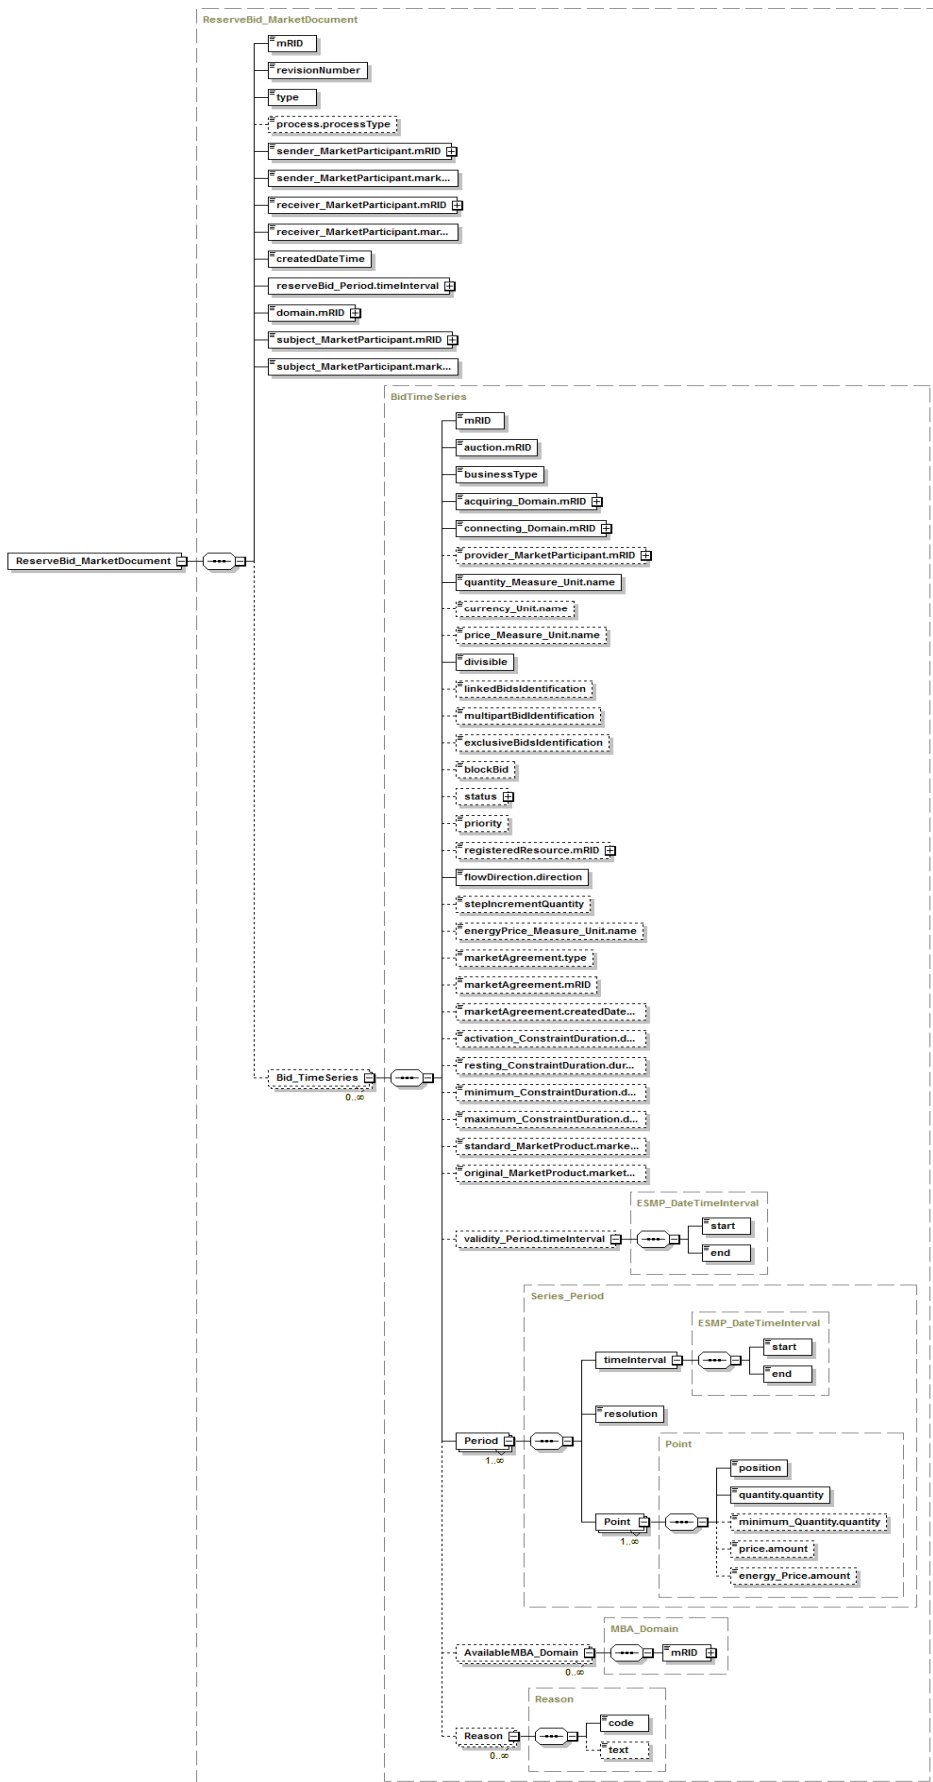 ReserveBid_MarketDocument
mRID
revisionNumber
type
process.processType
sender_MarketParticipant.mRID
sender_MarketParticipant.mark...
receiver_MarketParticipant.mRID
receiver_MarketParticipant.mar...
createdDateTime
reserveBid_Period.timeInterval
domain.mRID
subject_MarketParticipant.mRID
subject_MarketParticipant.mark...
BidTimeSeries
mRID
auction.mRID
businessType
acquiring_Domain.mRID
connecting_Domain.mRID
provider_MarketParticipant.mRID
ReserveBid_MarketDocument
quantity_Measure_Unit.name
currency_Unit.name
price_Measure_Unit.name
divisible
linkedBidsIdentification
multipartBidIdentification
exclusiveBidsIdentification
blockBid
status
priority
registeredResource.mRID
flowDirection.direction
stepIncrementQuantity
energyPrice_Measure_Unit.name
marketAgreement.type
marketAgreement.mRID
marketAgreement.createdDate...
activation_ConstraintDuration.d...
resting_ConstraintDuration.dur...
Bid_TimeSeries
0..∞
minimum_ConstraintDuration.d...
maximum_ConstraintDuration.d...
standard_MarketProduct.marke...
original_MarketProduct.market...
ESMP_DateTimeInterval
start
validity_Period.timeInterval
end
Series_Period
ESMP_DateTimeInterval
start
timeInterval
end
resolution
Period
1..∞
Point
position
quantity.quantity
Point
1..∞
minimum_Quantity.quantity
price.amount
energy_Price.amount
MBA_Domain
AvailableMBA_Domain
mRID
0..∞
Reason
code
Reason
text
0..∞